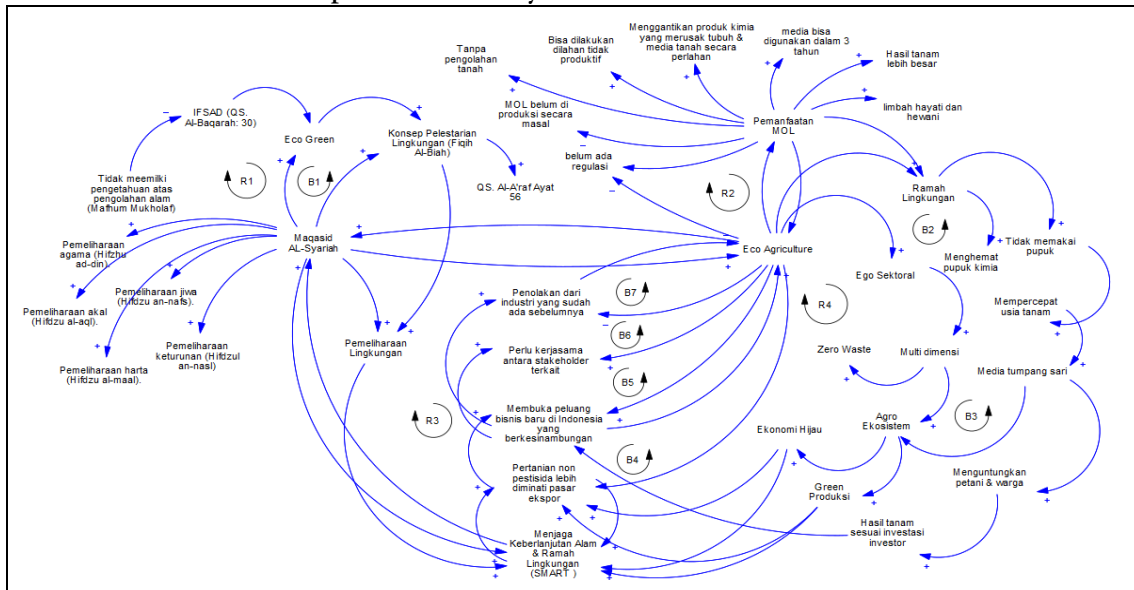 Tanpa
pengolahan
tanah
Bisa dilakukan
dilahan tidak
produktif
Menggantikan produk kimia
yang merusak tubuh &
media tanah secara
perlahan
media bisa
digunakan dalam 3
tahun
Hasil tanam
lebih besar
limbah hayati dan
hewani
IFSAD (QS.
Al-Baqarah: 30)
Eco Green
Konsep Pelestarian
Lingkungan (Fiqih
Al-Biah)
MOL belum di
produksi secara
masal
belum ada
regulasi
Pemanfaatan
MOL
QS. Al-A'raf Ayat
56
Tidak meemilki
pengetahuan atas
pengolahan alam
(Mafhum Mukholaf)
R1
B1
R2
Ramah
Lingkungan
B2
Menghemat
pupuk kimia
Tidak memakai
pupuk
Maqasid
AL-Syariah
Eco Agriculture
Ego Sektoral
Pemeliharaan
agama (Hifzhu
ad-din).
Pemeliharaan jiwa
(Hifdzu an-nafs).
Pemeliharaan akal
(Hifdzu al-aql).
Pemeliharaan
keturunan (Hifdzul
an-nasl)
Pemeliharaan harta
(Hifdzu al-maal).
Pemeliharaan
Lingkungan
Penolakan dari
industri yang sudah
ada sebelumnya
B7
B6
B5
B4
R4
R3
Perlu kerjasama
antara stakeholder
terkait
Membuka peluang
bisnis baru di Indonesia
yang
berkesinambungan
Pertanian non
pestisida lebih
diminati pasar
ekspor
Menjaga
Keberlanjutan Alam
& Ramah
Lingkungan
(SMART )
Mempercepat
usia tanam
Zero Waste
Multi dimensi
Media tumpang sari
Ekonomi Hijau
Agro
Ekosistem
B3
Green
Produksi
Menguntungkan
petani & warga
Hasil tanam
sesuai investasi
investor